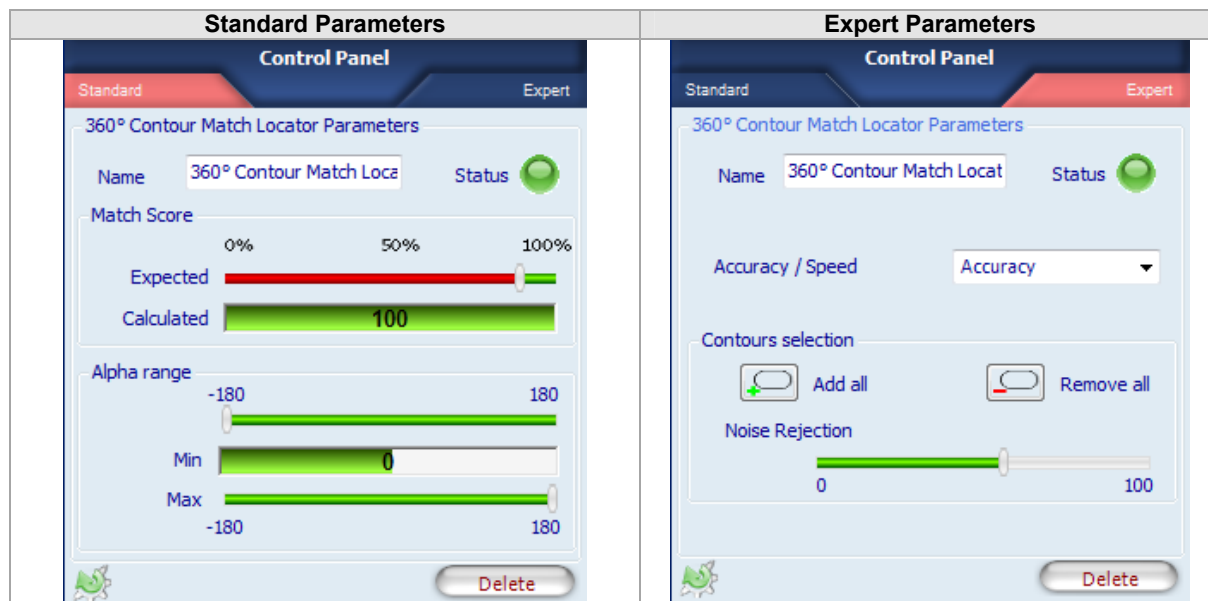 Standard Parameters
Control Panel
Standard Expert
360° Contour Match Locator Parameters
Name 360° Contour Match Loca Status
Match Score
0% 50% 100%
Expected
Calculated 100
Alpha range
-180 180
Min 0
Max
-180 180
Delete
Expert Parameters
Control Panel
Standard Expert
360° Contour Match Locator Parameters
Name 360° Contour Match Locat Status
Accuracy / Speed Accuracy
Contours selection
Add all Remove all
Noise Rejection
0 100
Delete